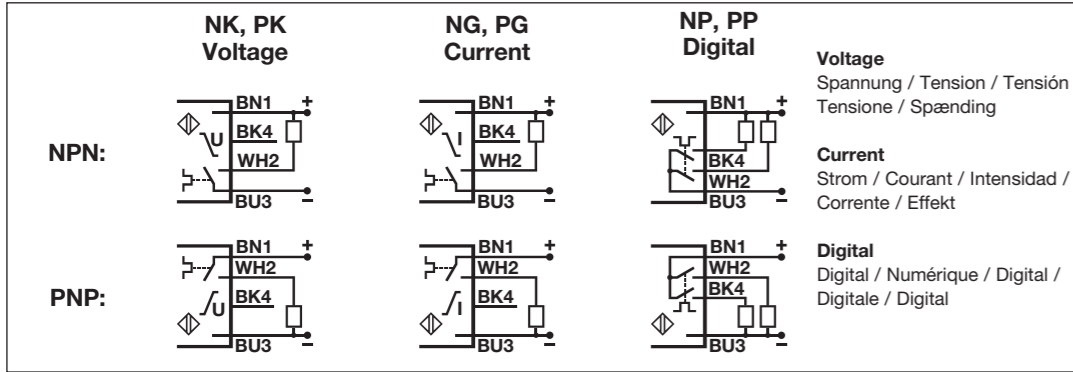 NK, PK
Voltage
NG, PG
Current
NP, PP
Digital
NPN:
BN1 +
U BK4
WH2
BU3 –
BN1 +
I BK4
WH2
BU3 –
BN1 +
BK4
WH2
BU3 –
PNP:
BN1 +
WH2
U BK4
BU3 –
BN1 +
WH2
I BK4
BU3 –
BN1 +
WH2
BK4
BU3 –
Voltage
Spannung / Tension / Tensión
Tensione / Spænding
Current
Strom / Courant / Intensidad /
Corrente / Effekt
Digital
Digital / Numérique / Digital /
Digitale / Digital